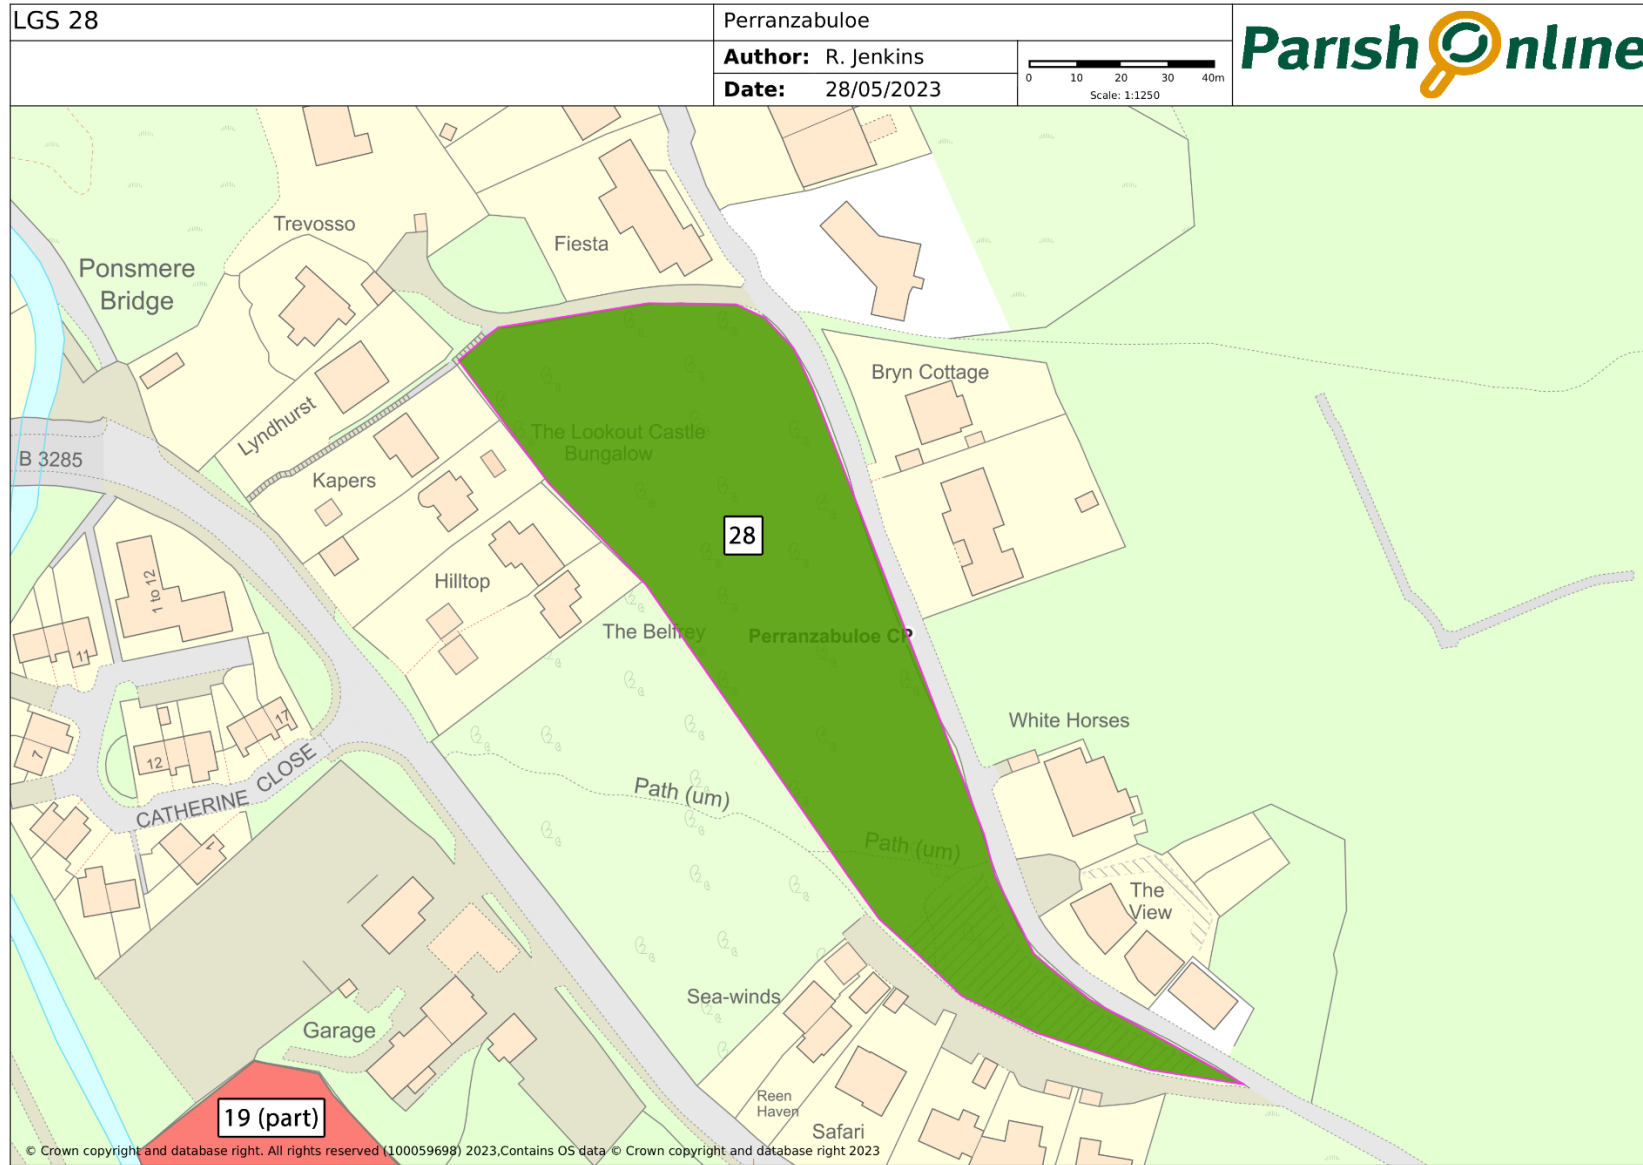 LGS 28
Perranzabuloe
Author: R. Jenkins
Date: 28/05/2023
0 10 20 30 40m
Scale: 1:1250
Parish Online
Trevosso
Fiesta
Ponsmere
Bridge
Bryn Cottage
Lyndhurst
The Lookout Castle
Bungalow
B 3285
Kapers
28
Hilltop
1 to 12
The Belfrey
Perranzabuloe CP
11
White Horses
17
7
12
CATHERINE CLOSE
Path (um)
Path (um)
1
The
View
Sea-winds
Garage
Reen
Haven
19 (part)
Safari
© Crown copyright and database right. All rights reserved (100059698) 2023,Contains OS data © Crown copyright and database right 2023